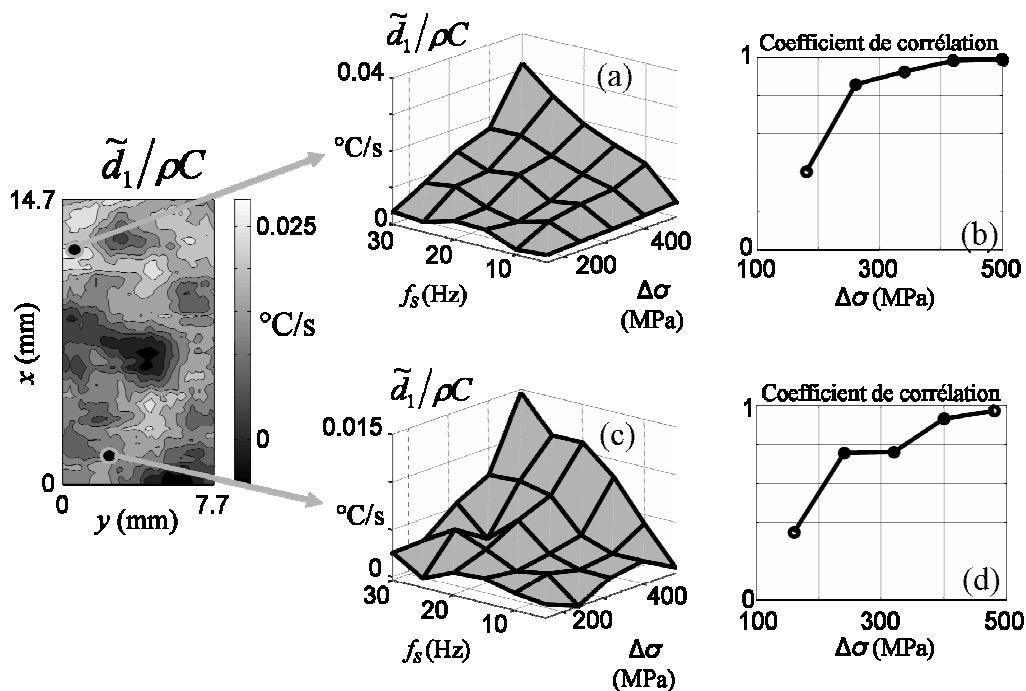 d̃₁/ρC
14.7
0.025
°C/s
0
x (mm)
0
0
7.7
y (mm)
d̃₁/ρC
(a)
0.04
°C/s
0
30
20
10
200
400
fₛ(Hz)
Δσ
(MPa)
Coefficient de corrélation
1
(b)
0
100
300
500
Δσ (MPa)
d̃₁/ρC
(c)
0.015
°C/s
0
30
20
10
200
400
fₛ(Hz)
Δσ
(MPa)
Coefficient de corrélation
1
(d)
0
100
300
500
Δσ (MPa)